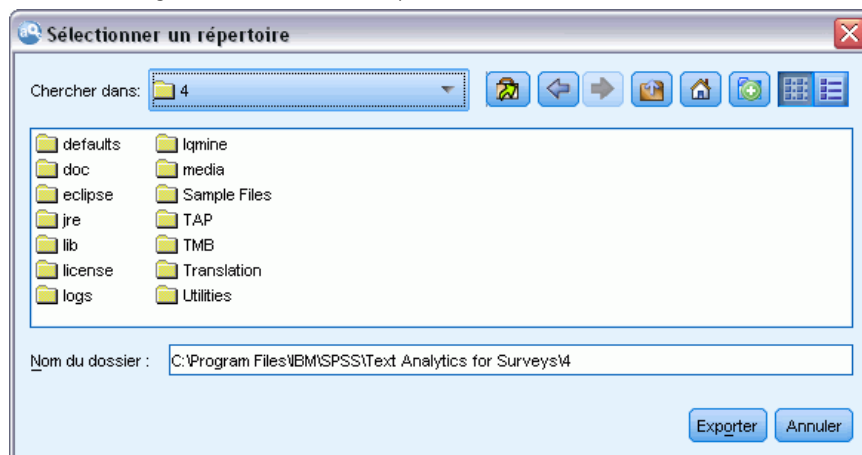 Sélectionner un répertoire
Chercher dans: 4
defaults lqmine
doc media
eclipse Sample Files
jre TAP
lib TMB
license Translation
logs Utilities
Nom du dossier : C:\Program Files\IBM\SPSS\Text Analytics for Surveys\4
Exporter Annuler